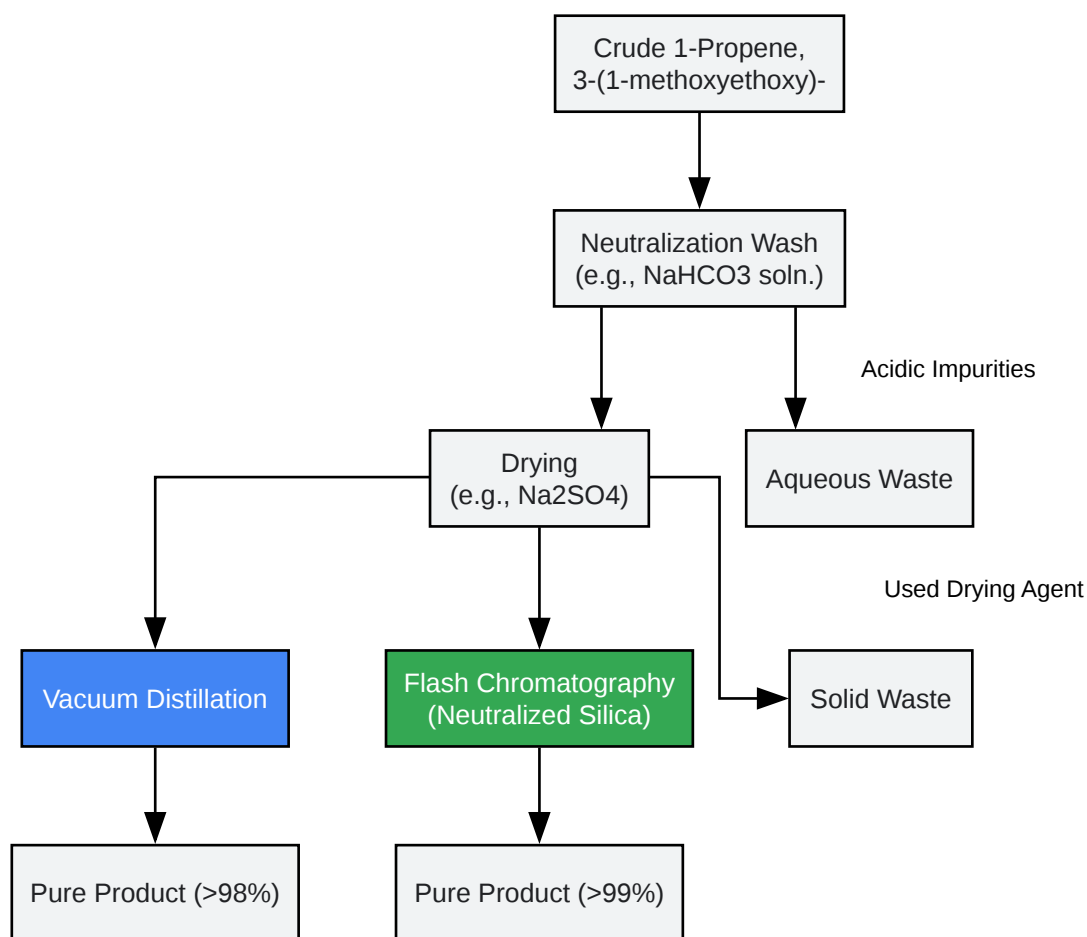 Crude 1-Propene,
3-(1-methoxyethoxy)-
Neutralization Wash
(e.g., NaHCO3 soln.)
Acidic Impurities
Drying
(e.g., Na2SO4)
Aqueous Waste
Used Drying Agent
Vacuum Distillation
Flash Chromatography
(Neutralized Silica)
Solid Waste
Pure Product (>98%)
Pure Product (>99%)